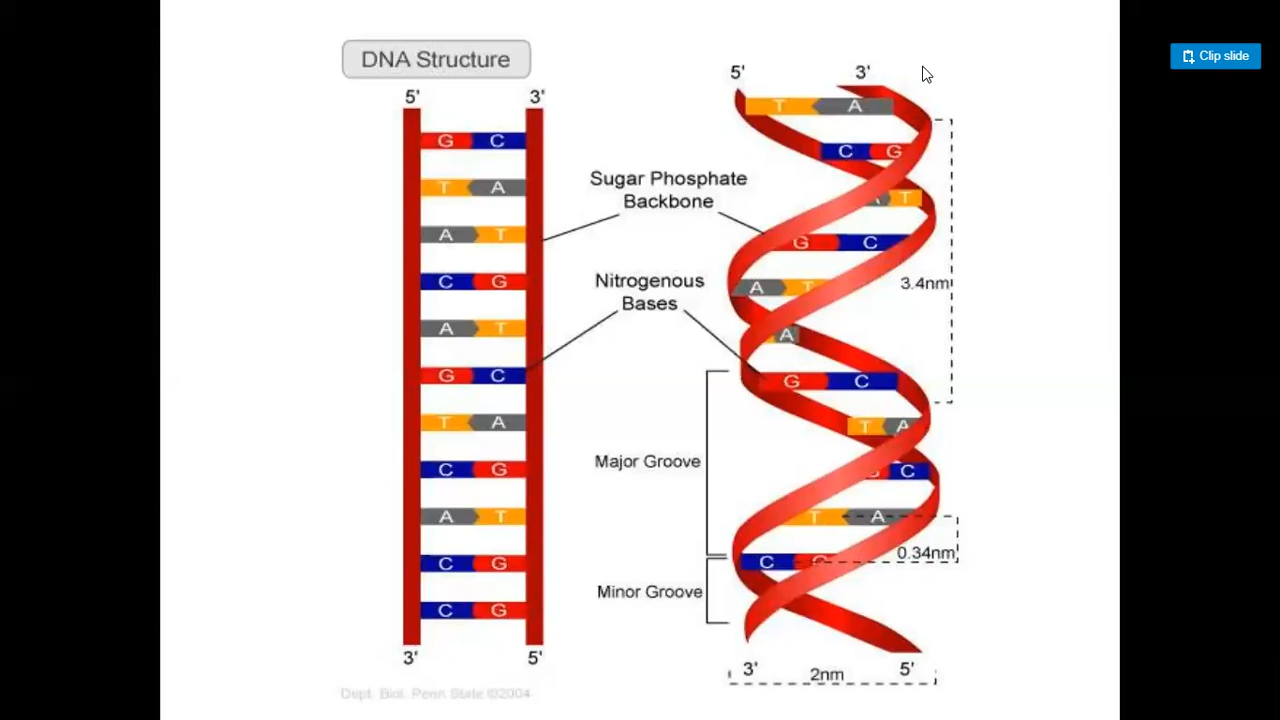 DNA Structure
Clip slide
5' 3'
G C
T A
A T
C G
A T
G C
T A
C G
A T
C G
C G
3' 5'
Sugar Phosphate
Backbone
Nitrogenous
Bases
Major Groove
Minor Groove
5' 3'
T A
C G
A T
G C
A T
A
G C
T A
G C
T A
C G
3.4nm
0.34nm
3' 5'
2nm
Dept. Biol. Penn State ©2004